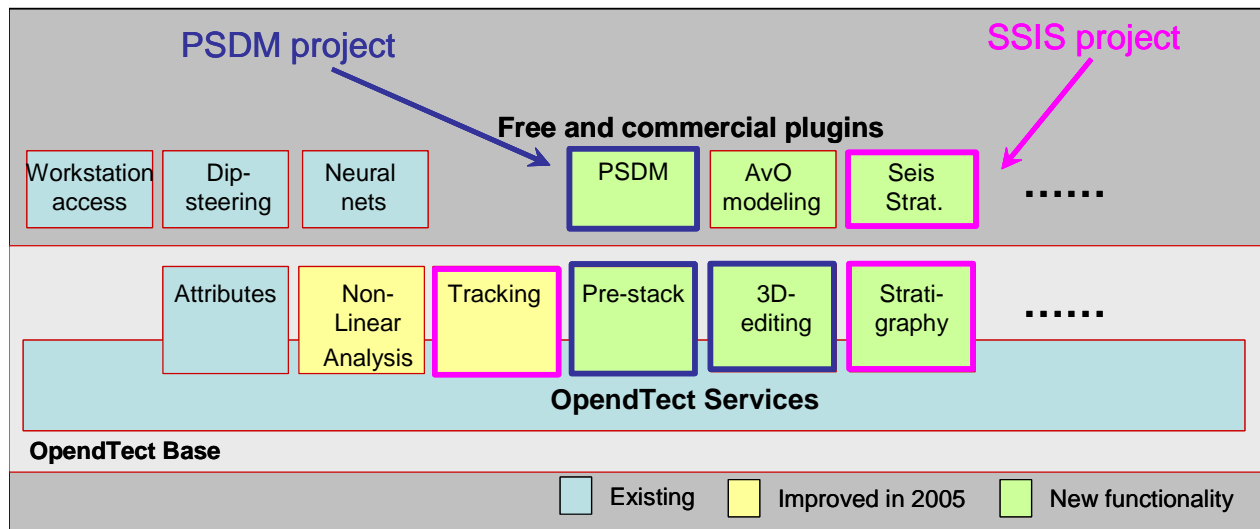 PSDM project
SSIS project
Free and commercial plugins
Workstation
access
Dip-
steering
Neural
nets
PSDM
AvO
modeling
Seis
Strat.
......
Attributes
Non-
Linear
Analysis
Tracking
Pre-stack
3D-
editing
Strati-
graphy
......
OpendTect Services
OpendTect Base
Existing
Improved in 2005
New functionality